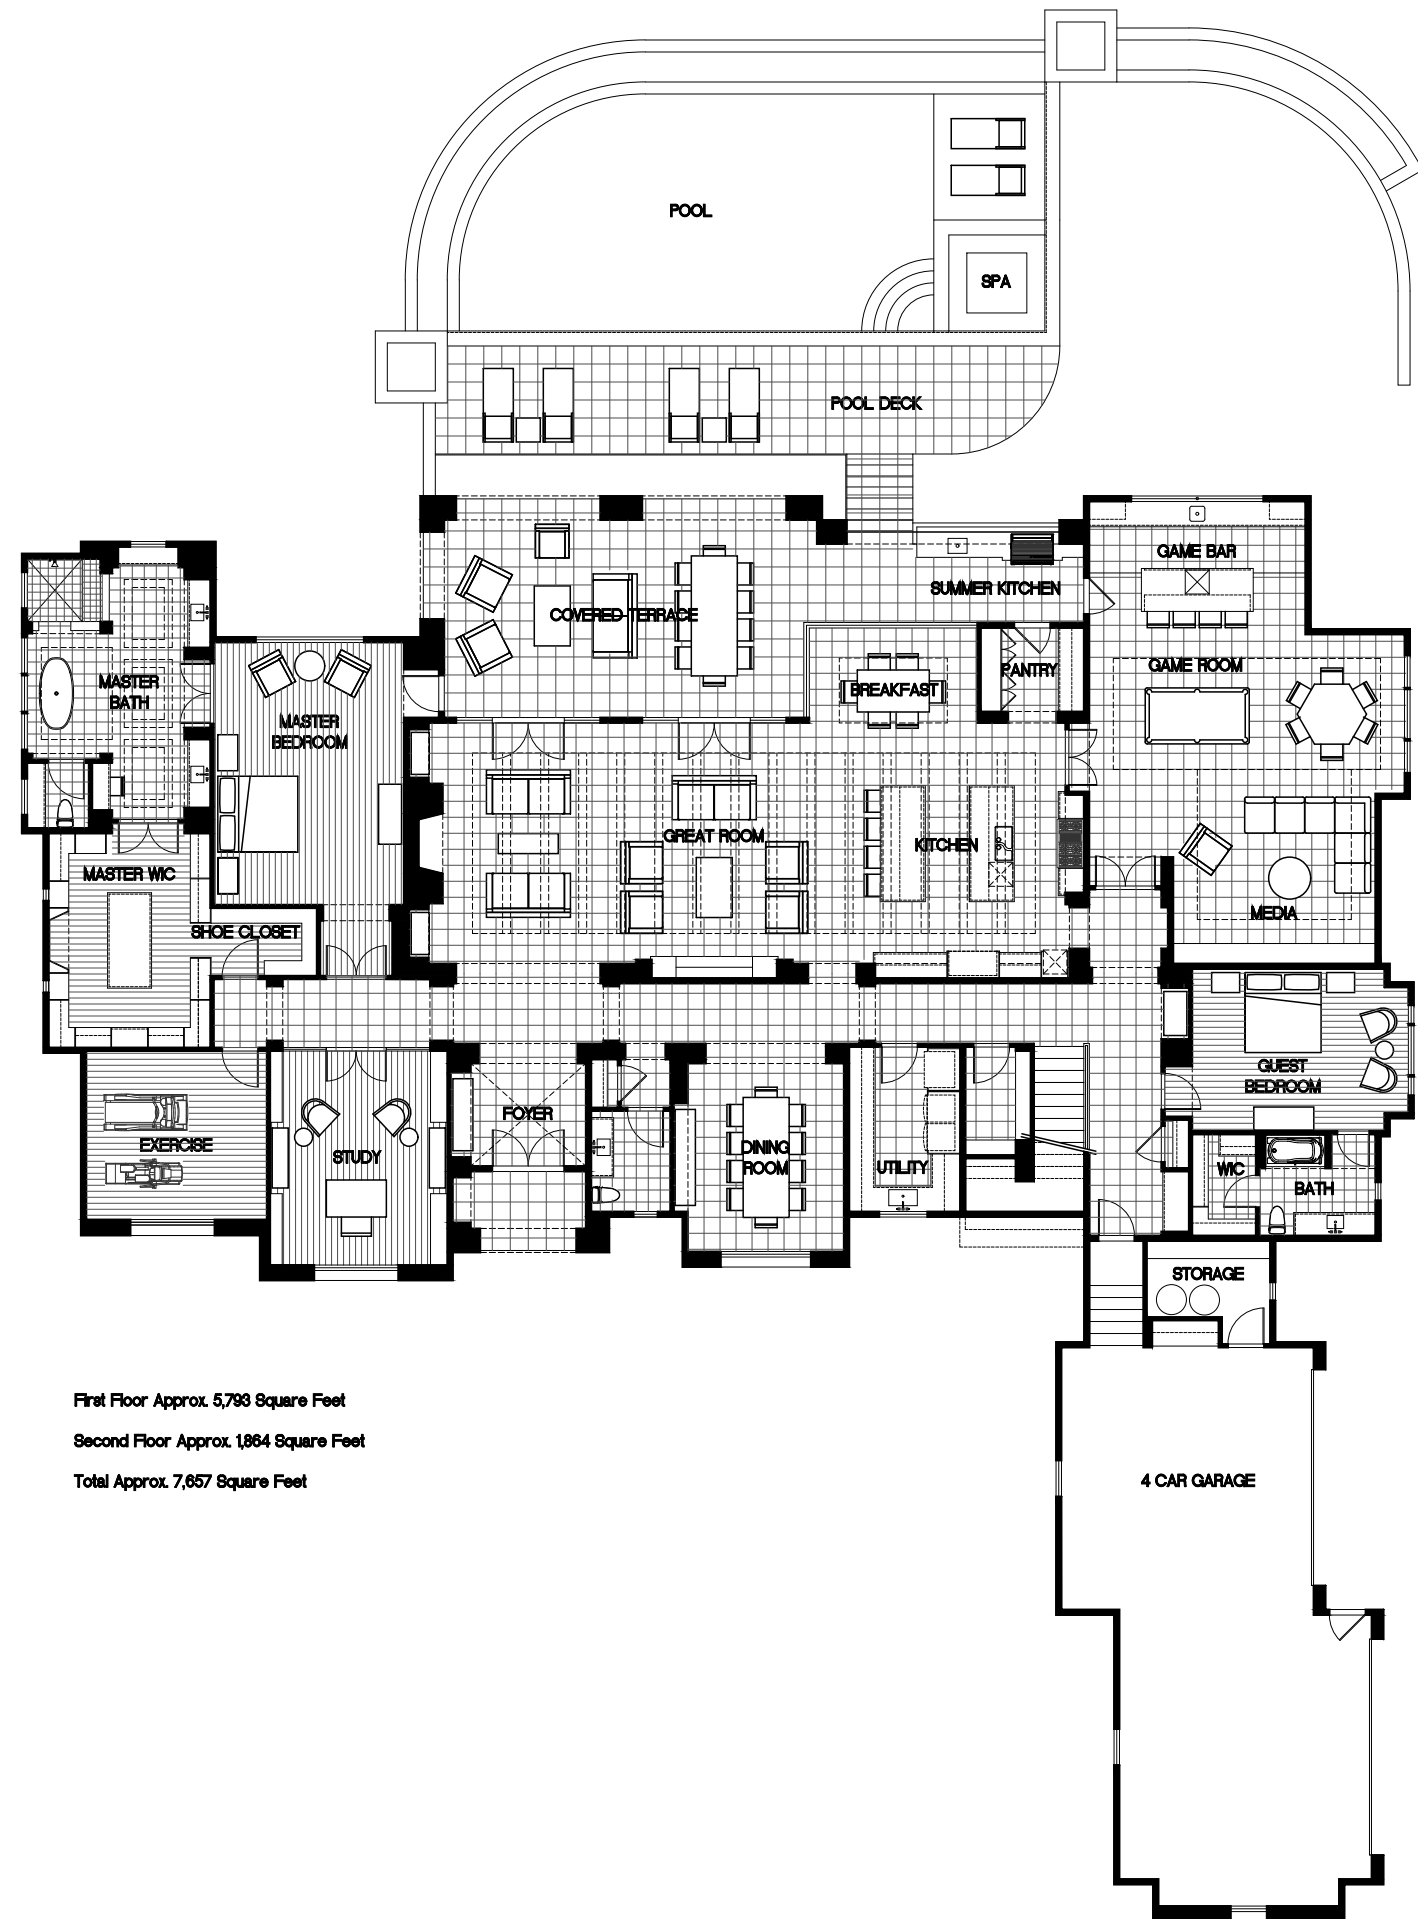 POOL
SPA
POOL DECK
GAME BAR
SUMMER KITCHEN
COVERED TERRACE
GAME ROOM
PANTRY
MASTER
BATH
BREAKFAST
MASTER
BEDROOM
GREAT ROOM
KITCHEN
MASTER WIC
MEDIA
SHOE CLOSET
GUEST
BEDROOM
FOYER
EXERCISE
STUDY
DINING
ROOM
UTILITY
WIC
BATH
STORAGE
First Floor Approx. 5,793 Square Feet
Second Floor Approx. 1,864 Square Feet
Total Approx. 7,657 Square Feet
4 CAR GARAGE